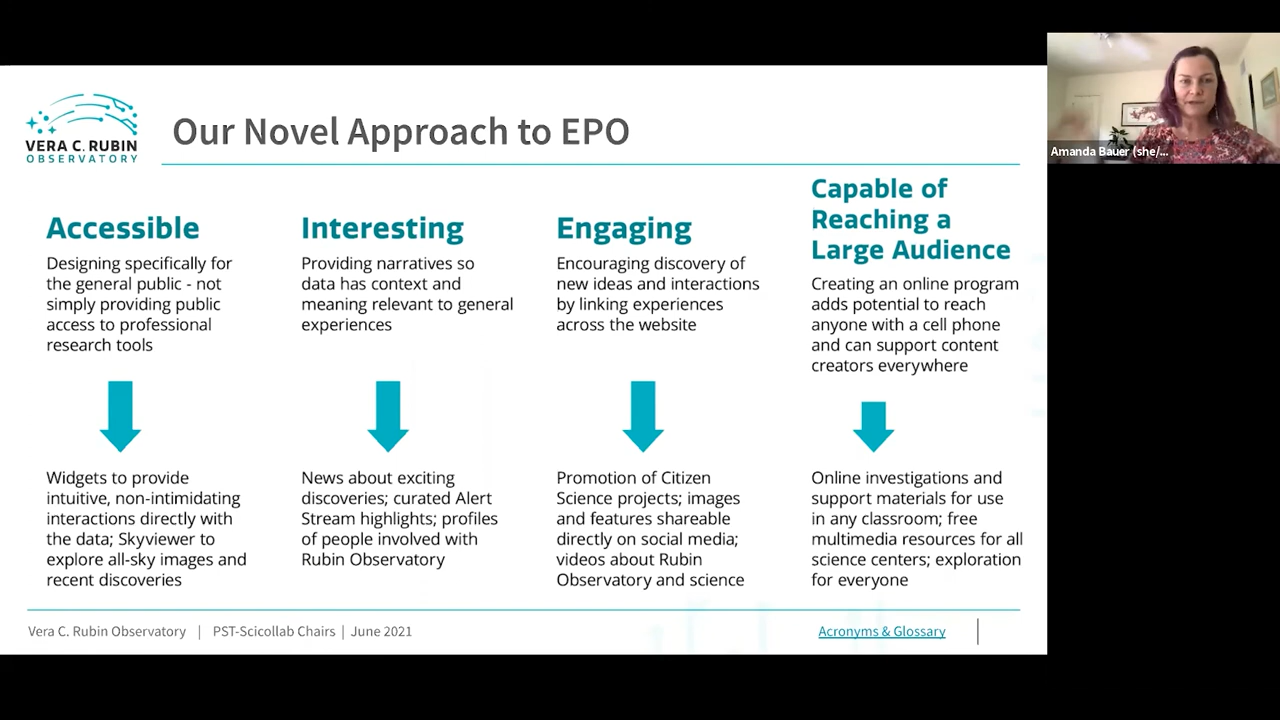 VERA C. RUBIN
OBSERVATORY
Our Novel Approach to EPO
Accessible
Designing specifically for
the general public - not
simply providing public
access to professional
research tools
Widgets to provide
intuitive, non-intimidating
interactions directly with
the data; Skyviewer to
explore all-sky images and
recent discoveries
Interesting
Providing narratives so
data has context and
meaning relevant to general
experiences
News about exciting
discoveries; curated Alert
Stream highlights; profiles
of people involved with
Rubin Observatory
Engaging
Encouraging discovery of
new ideas and interactions
by linking experiences
across the website
Promotion of Citizen
Science projects; images
and features shareable
directly on social media;
videos about Rubin
Observatory and science
Capable of
Reaching a
Large Audience
Creating an online program
adds potential to reach
anyone with a cell phone
and can support content
creators everywhere
Online investigations and
support materials for use
in any classroom; free
multimedia resources for all
science centers; exploration
for everyone
Vera C. Rubin Observatory | PST-Scicollab Chairs | June 2021
Acronyms & Glossary
Amanda Bauer (she/...